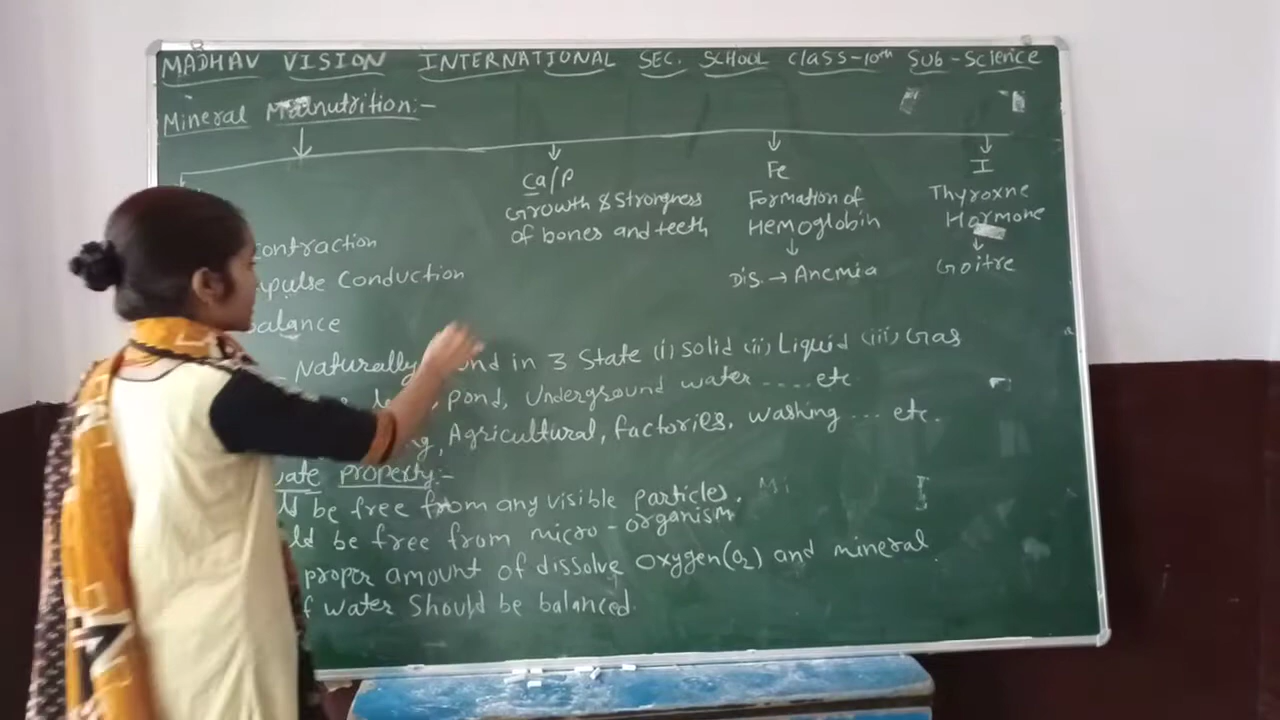 MADHAV VISION INTERNATIONAL SEC. SCHOOL Class-10th Sub-Science
Mineral Malnutrition:-
Ca/P
Growth & Strongness
of bones and teeth
Fe
Formation of
Hemoglobin
Dis. → Anemia
I
Thyroxne
Hormone
Goitre
contraction
Conduction
balance
Naturally in 3 State (i) Solid (ii) Liquid (iii) Gas
, pond, Underground water ..... etc
, Agricultural, factories, washing .... etc.
property:-
be free from any visible particles. Mi
be free from micro-organism
proper amount of dissolve oxygen (O2) and mineral.
water Should be balanced.